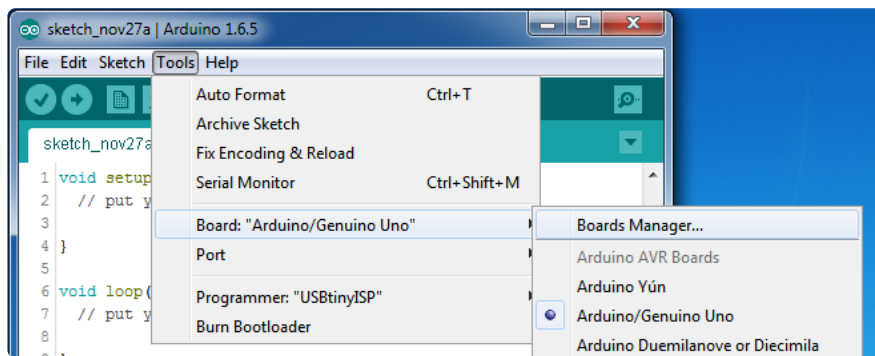 sketch_nov27a | Arduino 1.6.5
File Edit Sketch Tools Help
sketch_nov27a
1 void setup
2 // put y
3
4 }
5
6 void loop(
7 // put y
8
Auto Format Ctrl+T
Archive Sketch
Fix Encoding & Reload
Serial Monitor Ctrl+Shift+M
Board: "Arduino/Genuino Uno"
Port
Programmer: "USBtinyISP"
Burn Bootloader
Boards Manager...
Arduino AVR Boards
Arduino Yún
Arduino/Genuino Uno
Arduino Duemilanove or Diecimila